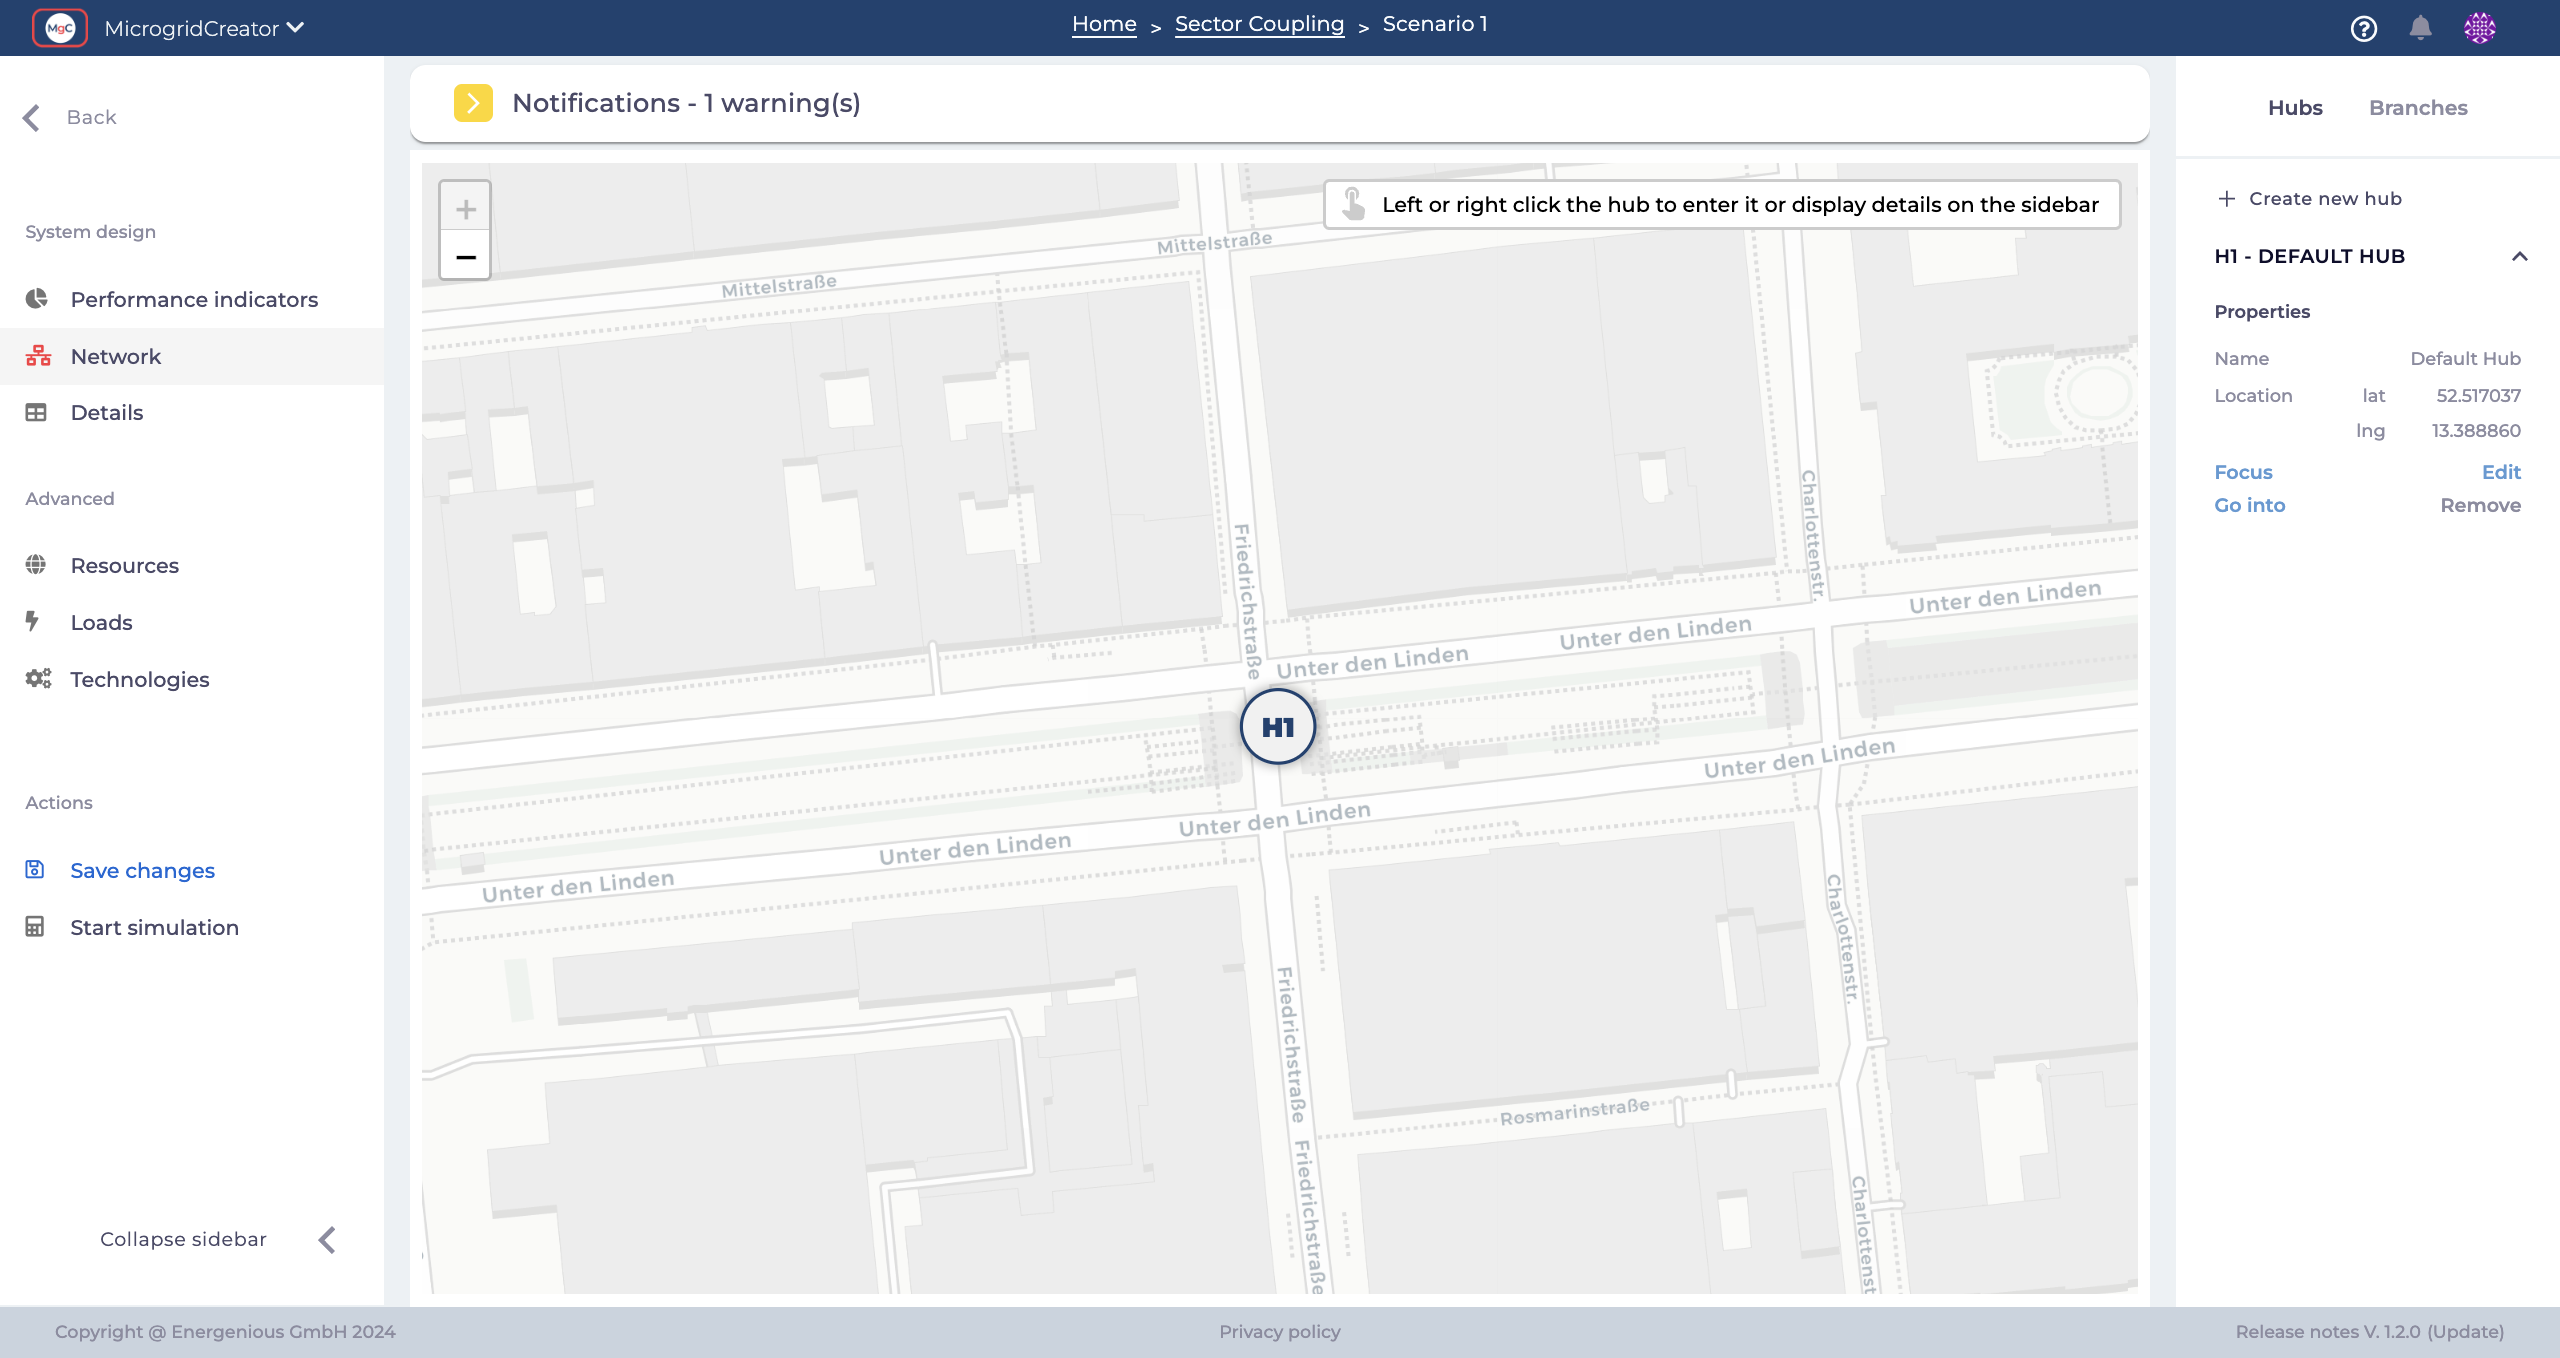 MgC MicrogridCreator
Home > Sector Coupling > Scenario 1
Back
System design
Performance indicators
Network
Details
Advanced
Resources
Loads
Technologies
Actions
Save changes
Start simulation
Collapse sidebar
Notifications - 1 warning(s)
+
−
Left or right click the hub to enter it or display details on the sidebar
Mittelstraße
Mittelstraße
Friedrichstraße
Charlottenstr.
Unter den Linden
Unter den Linden
Unter den Linden
H1
Unter den Linden
Unter den Linden
Unter den Linden
Unter den Linden
Charlottenstr.
Friedrichstraße
Rosmarinstraße
Friedrichstraße
Charlottenst
Hubs Branches
+ Create new hub
H1 - DEFAULT HUB
Properties
Name Default Hub
Location lat 52.517037
lng 13.388860
Focus Edit
Go into Remove
Copyright @ Energenious GmbH 2024
Privacy policy
Release notes V. 1.2.0 (Update)